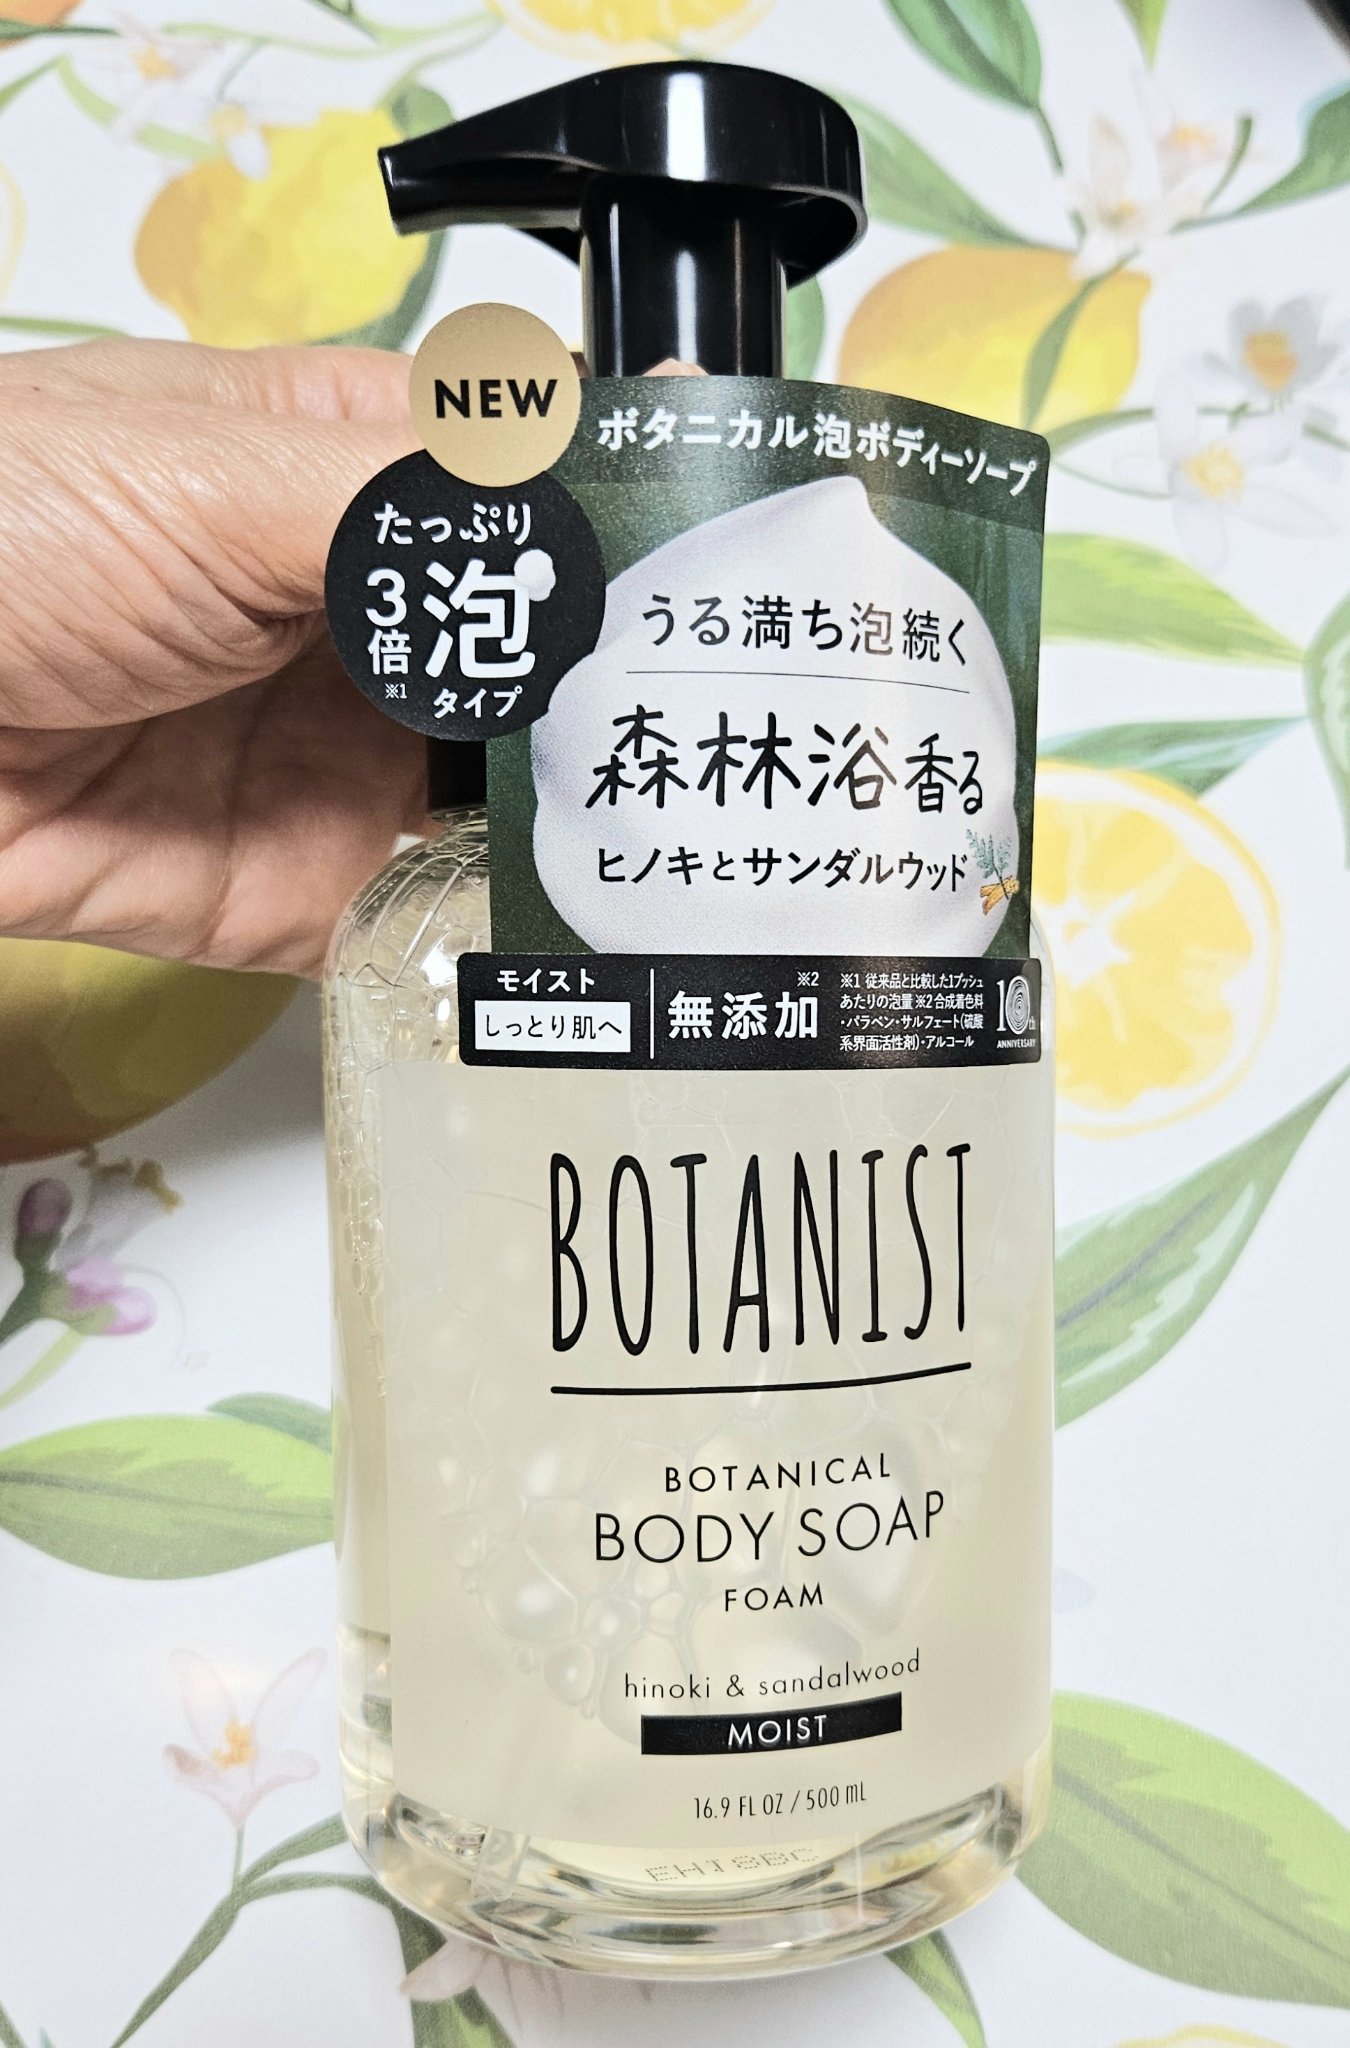 NEW
たっぷり
3倍
※1
泡
タイプ
ボタニカル泡ボディーソープ
うる満ち泡続く
森林浴香る
ヒノキとサンダルウッド
モイスト
しっとり肌へ
無添加
※2
※1 従来品と比較した1プッシュ
あたりの泡量 ※2 合成着色料
・パラベン・サルフェート(硫酸
系界面活性剤)・アルコール
10th
ANNIVERSARY
BOTANIST
BOTANICAL
BODY SOAP
FOAM
hinoki & sandalwood
MOIST
16.9 FL OZ / 500 mL